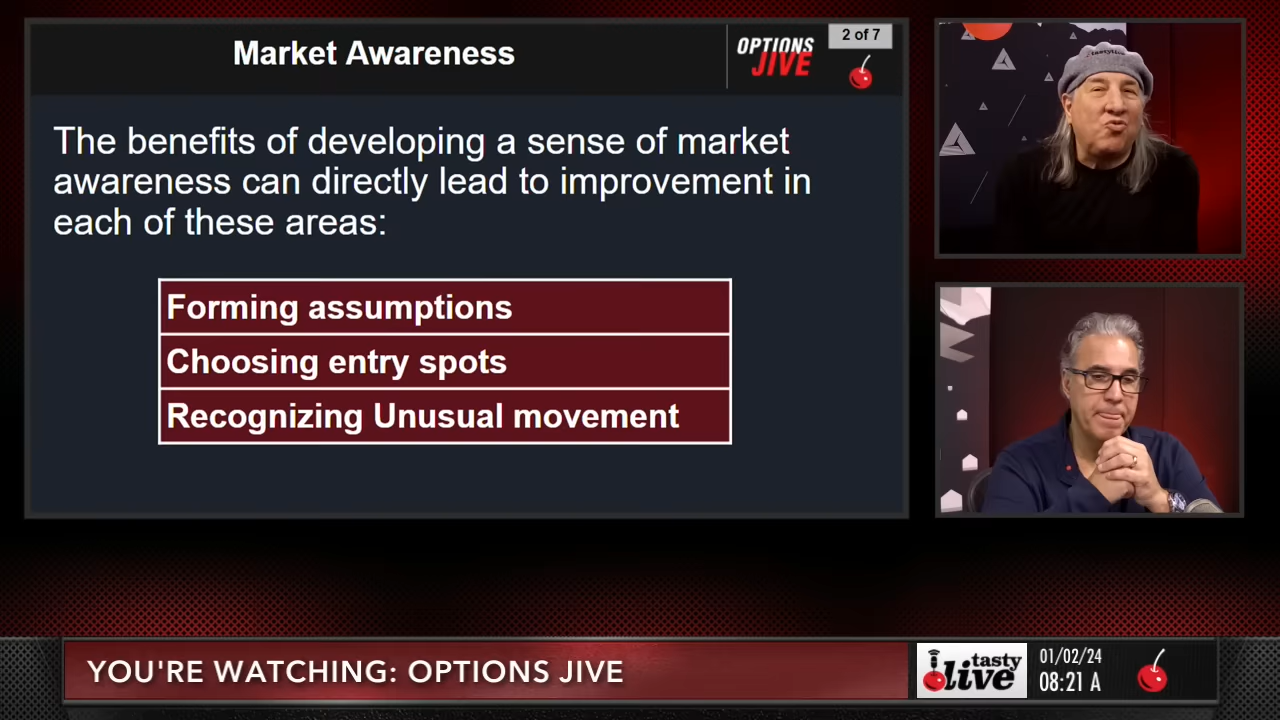 Market Awareness
OPTIONS
JIVE
2 of 7
The benefits of developing a sense of market
awareness can directly lead to improvement in
each of these areas:
Forming assumptions
Choosing entry spots
Recognizing Unusual movement
YOU'RE WATCHING: OPTIONS JIVE
tasty
live
01/02/24
08:21 A